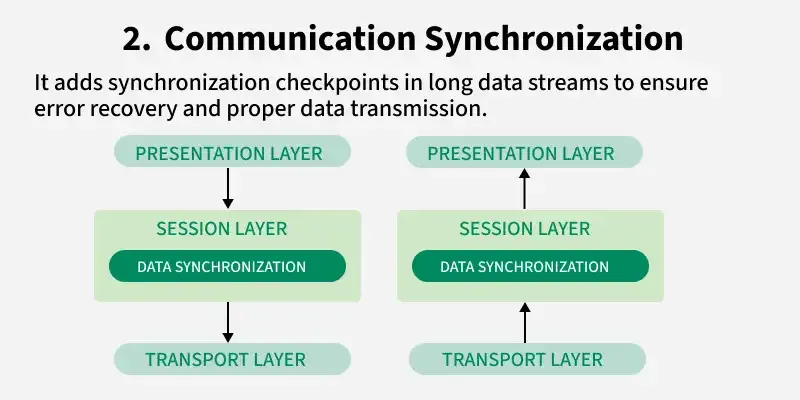 2. Communication Synchronization
It adds synchronization checkpoints in long data streams to ensure
error recovery and proper data transmission.
PRESENTATION LAYER
PRESENTATION LAYER
SESSION LAYER
SESSION LAYER
DATA SYNCHRONIZATION
DATA SYNCHRONIZATION
TRANSPORT LAYER
TRANSPORT LAYER